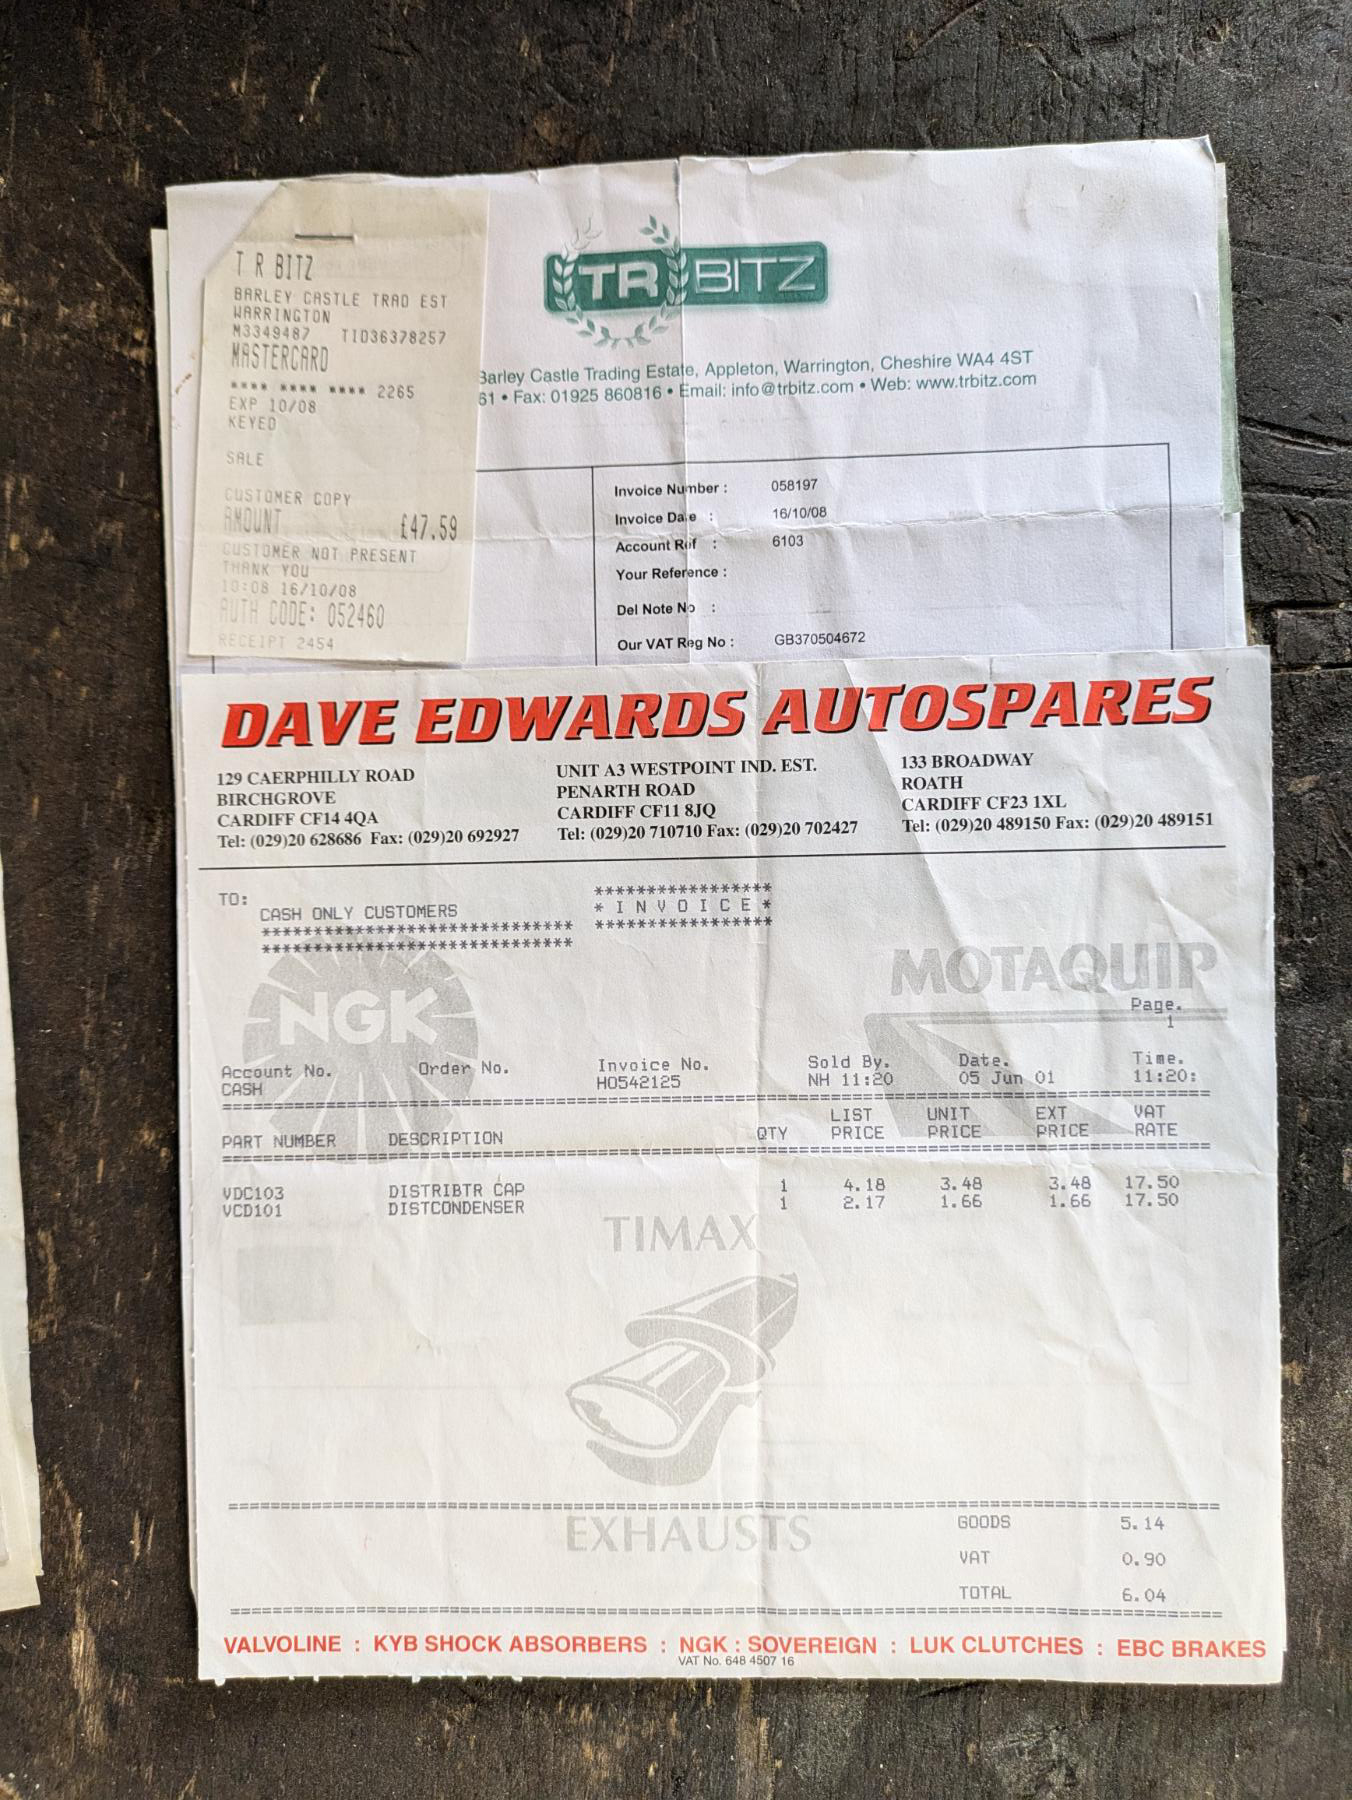 T R BITZ
BARLEY CASTLE TRAD EST
WARRINGTON
M3349487 TID36378257
MASTERCARD
**** **** **** 2265
EXP 10/08
KEYED
SALE
CUSTOMER COPY
AMOUNT £47.59
CUSTOMER NOT PRESENT
THANK YOU
10:08 16/10/08
AUTH CODE: 052460
RECEIPT 2454
TR BITZ
Barley Castle Trading Estate, Appleton, Warrington, Cheshire WA4 4ST
61 • Fax: 01925 860816 • Email: info@trbitz.com • Web: www.trbitz.com
Invoice Number : 058197
Invoice Date : 16/10/08
Account Ref : 6103
Your Reference :
Del Note No :
Our VAT Reg No : GB370504672
DAVE EDWARDS AUTOSPARES
129 CAERPHILLY ROAD
BIRCHGROVE
CARDIFF CF14 4QA
Tel: (029)20 628686 Fax: (029)20 692927
UNIT A3 WESTPOINT IND. EST.
PENARTH ROAD
CARDIFF CF11 8JQ
Tel: (029)20 710710 Fax: (029)20 702427
133 BROADWAY
ROATH
CARDIFF CF23 1XL
Tel: (029)20 489150 Fax: (029)20 489151
TO:
CASH ONLY CUSTOMERS
******************************
******************************
*****************
* I N V O I C E *
*****************
NGK
MOTAQUIP
Page.
1
Account No. Order No. Invoice No. Sold By. Date. Time.
CASH H0542125 NH 11:20 05 Jun 01 11:20:
LIST UNIT EXT VAT
PART NUMBER DESCRIPTION QTY PRICE PRICE PRICE RATE
VDC103 DISTRIBTR CAP 1 4.18 3.48 3.48 17.50
VCD101 DISTCONDENSER 1 2.17 1.66 1.66 17.50
TIMAX
EXHAUSTS
GOODS 5.14
VAT 0.90
TOTAL 6.04
VALVOLINE : KYB SHOCK ABSORBERS : NGK : SOVEREIGN : LUK CLUTCHES : EBC BRAKES
VAT No. 648 4507 16